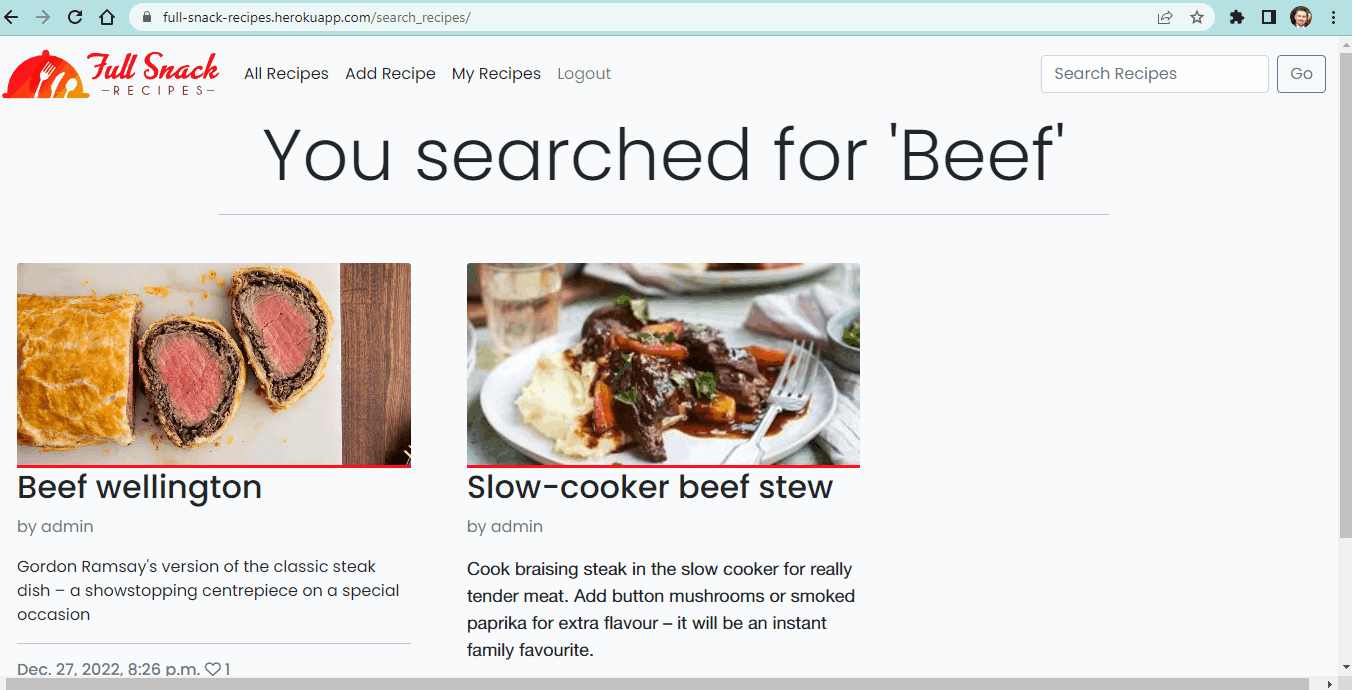 full-snack-recipes.herokuapp.com/search_recipes/
Full Snack
RECIPES
All Recipes Add Recipe My Recipes Logout
Search Recipes Go
You searched for 'Beef'
Beef wellington
by admin
Gordon Ramsay's version of the classic steak
dish – a showstopping centrepiece on a special
occasion
Dec. 27, 2022, 8:26 p.m. 1
Slow-cooker beef stew
by admin
Cook braising steak in the slow cooker for really
tender meat. Add button mushrooms or smoked
paprika for extra flavour – it will be an instant
family favourite.